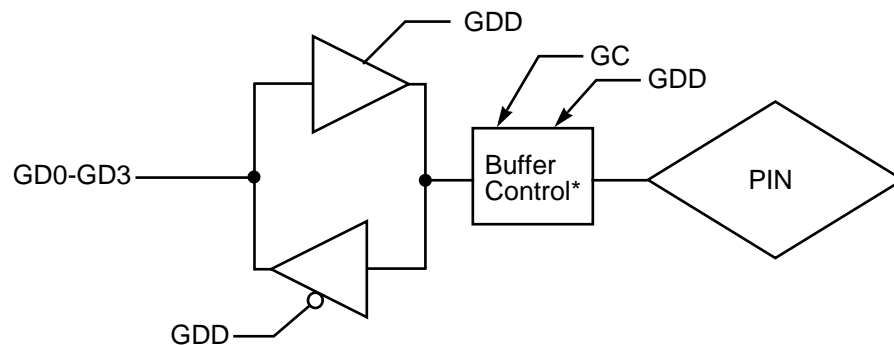 GDD
GC
GDD
GD0-GD3
Buffer
Control*
PIN
GDD